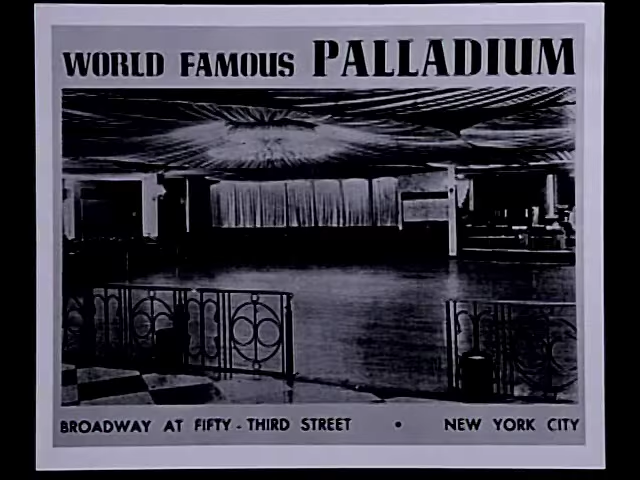 WORLD FAMOUS PALLADIUM
BROADWAY AT FIFTY-THIRD STREET • NEW YORK CITY